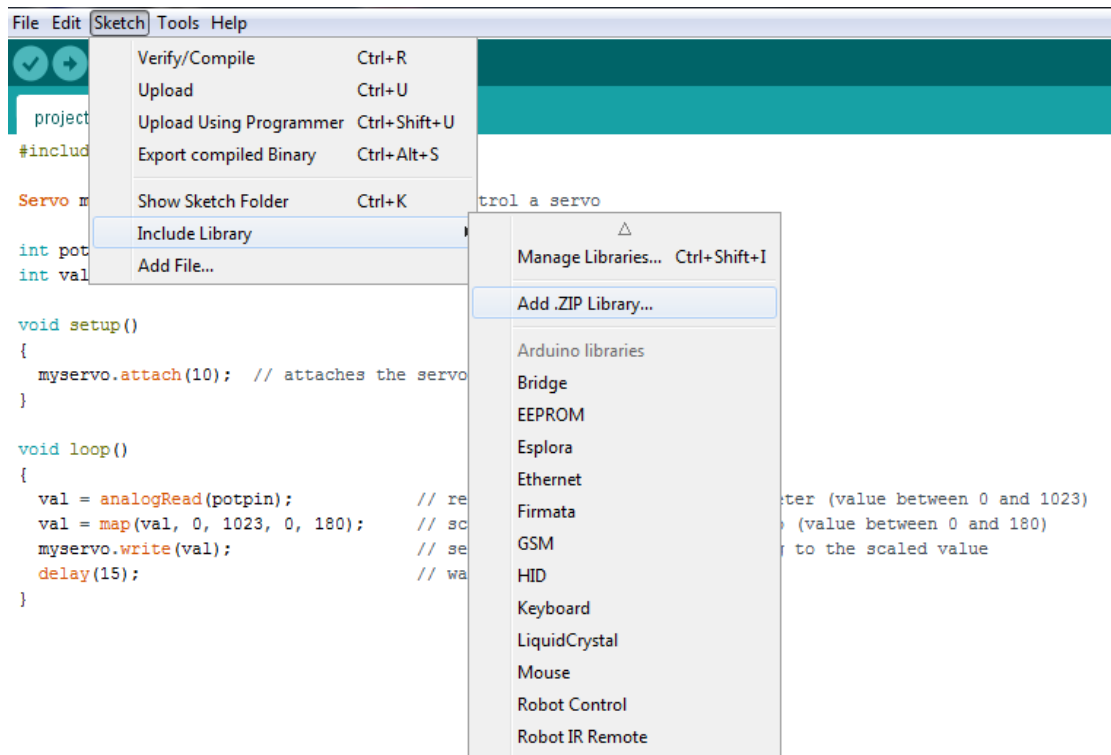 File Edit Sketch Tools Help
Verify/Compile Ctrl+R
Upload Ctrl+U
project
Upload Using Programmer Ctrl+Shift+U
#includ
Export compiled Binary Ctrl+Alt+S
Servo m
Show Sketch Folder Ctrl+K
trol a servo
Include Library
int pot
Manage Libraries... Ctrl+Shift+I
int val
Add File...
Add .ZIP Library...
void setup()
{
Arduino libraries
myservo.attach(10); // attaches the servo
Bridge
}
EEPROM
void loop()
Esplora
{
Ethernet
val = analogRead(potpin); // re
ter (value between 0 and 1023)
Firmata
val = map(val, 0, 1023, 0, 180); // sc
(value between 0 and 180)
GSM
myservo.write(val); // se
to the scaled value
HID
delay(15); // wa
}
Keyboard
LiquidCrystal
Mouse
Robot Control
Robot IR Remote